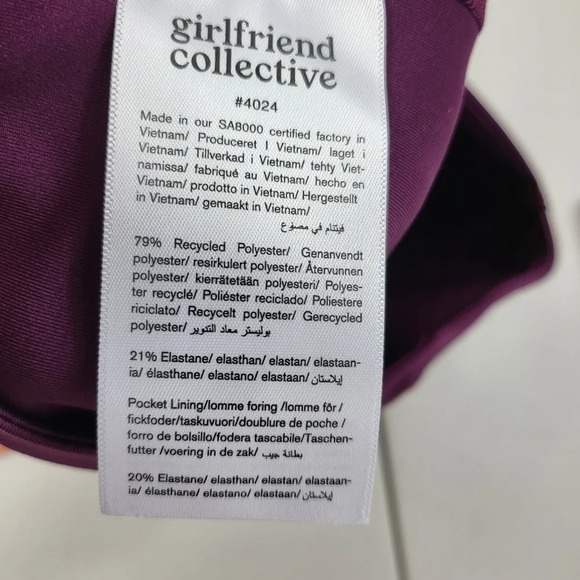 girlfriend
collective
#4024
Made in our SA8000 certified factory in
Vietnam/ Produceret I Vietnam/ laget i
Vietnam/ Tillverkad i Vietnam/ tehty Viet-
namissa/ fabriqué au Vietnam/ hecho en
Vietnam/ prodotto in Vietnam/ Hergestellt
in Vietnam/ gemaakt in Vietnam/
فيتنام في مصنوع
79% Recycled Polyester/ Genanvendt
polyester/ resirkulert polyester/ Återvunnen
polyester/ kierrätetään polyesteri/ Polyes-
ter recyclé/ Poliéster reciclado/ Poliestere
riciclato/ Recycelt polyester/ Gerecycled
polyester/ بوليستر معاد التدوير
21% Elastane/ elasthan/ elastan/ elastaan-
ia/ élasthane/ elastano/ elastaan/ إيلاستان
Pocket Lining/lomme foring /lomme fôr /
fickfoder/taskuvuori/doublure de poche /
forro de bolsillo/fodera tascabile/Taschen-
futter /voering in de zak/ بطانة جيب
20% Elastane/ elasthan/ elastan/ elastaan-
ia/ élasthane/ elastano/ elastaan/ إيلاستان